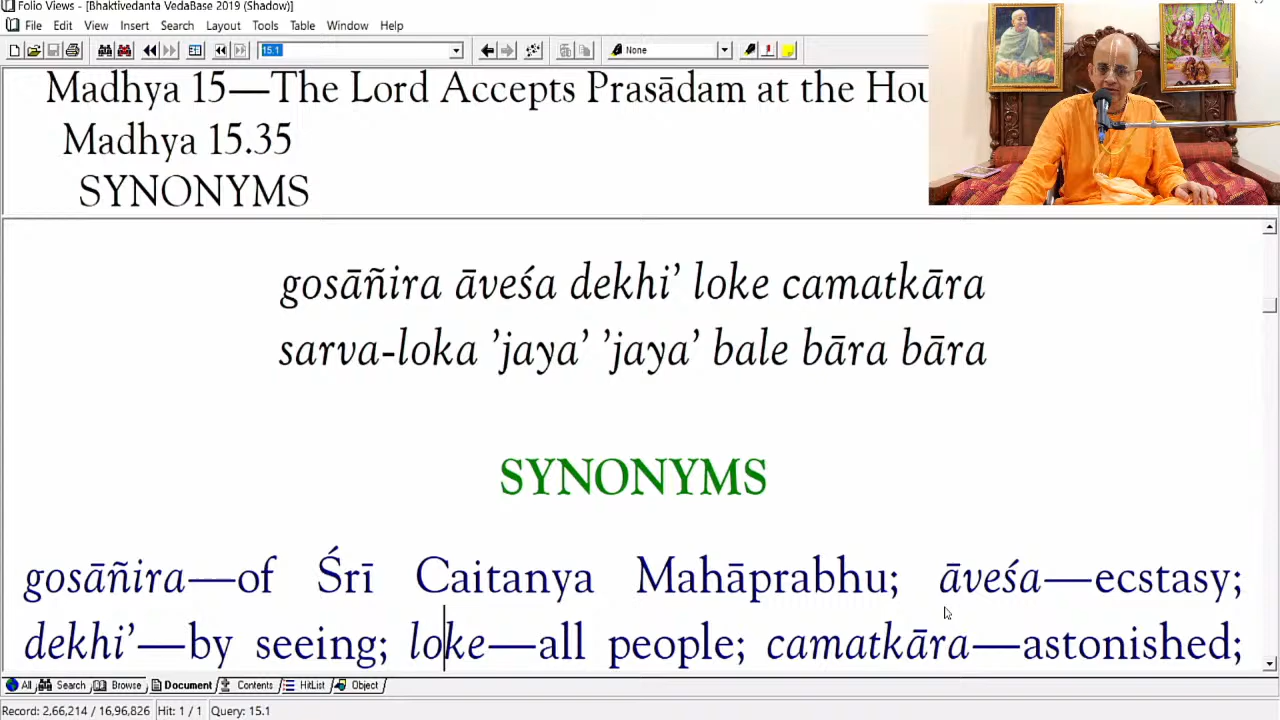 Folio Views - [Bhaktivedanta VedaBase 2019 (Shadow)]
File Edit View Insert Search Layout Tools Table Window Help
15.1 None
Madhya 15—The Lord Accepts Prasādam at the Hou
Madhya 15.35
SYNONYMS
gosāñira āveśa dekhi’ loke camatkāra
sarva-loka ’jaya’ ’jaya’ bale bāra bāra
SYNONYMS
gosāñira—of Śrī Caitanya Mahāprabhu; āveśa—ecstasy;
dekhi’—by seeing; loke—all people; camatkāra—astonished;
All Search Browse Document Contents HitList Object
Record: 2,66,214 / 16,96,826 Hit: 1 / 1 Query: 15.1